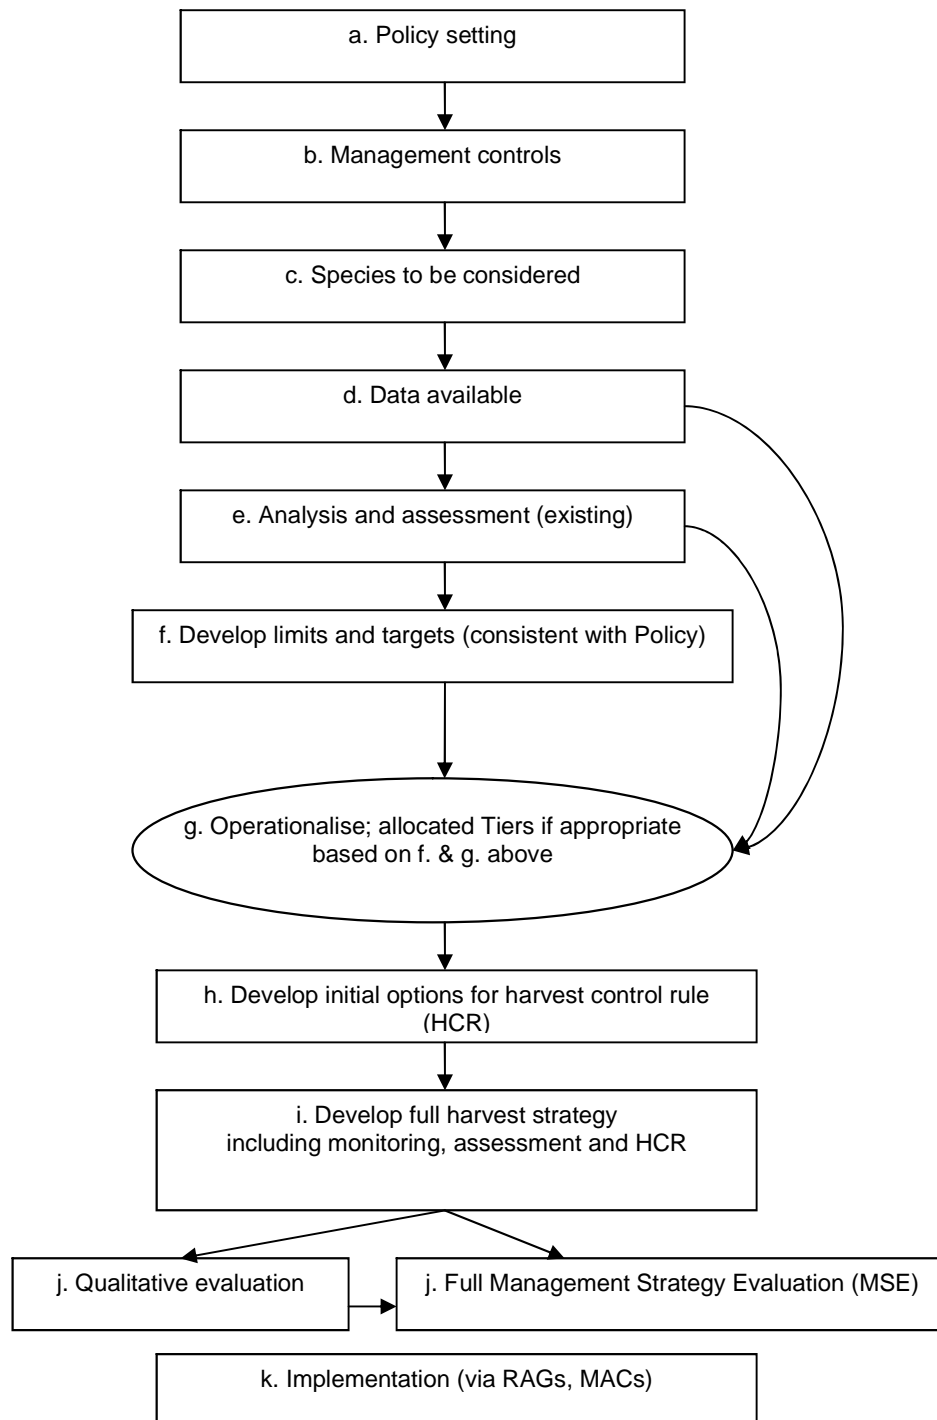 a. Policy setting
b. Management controls
c. Species to be considered
d. Data available
e. Analysis and assessment (existing)
f. Develop limits and targets (consistent with Policy)
g. Operationalise; allocated Tiers if appropriate
based on f. & g. above
h. Develop initial options for harvest control rule
(HCR)
i. Develop full harvest strategy
including monitoring, assessment and HCR
j. Qualitative evaluation
j. Full Management Strategy Evaluation (MSE)
k. Implementation (via RAGs, MACs)